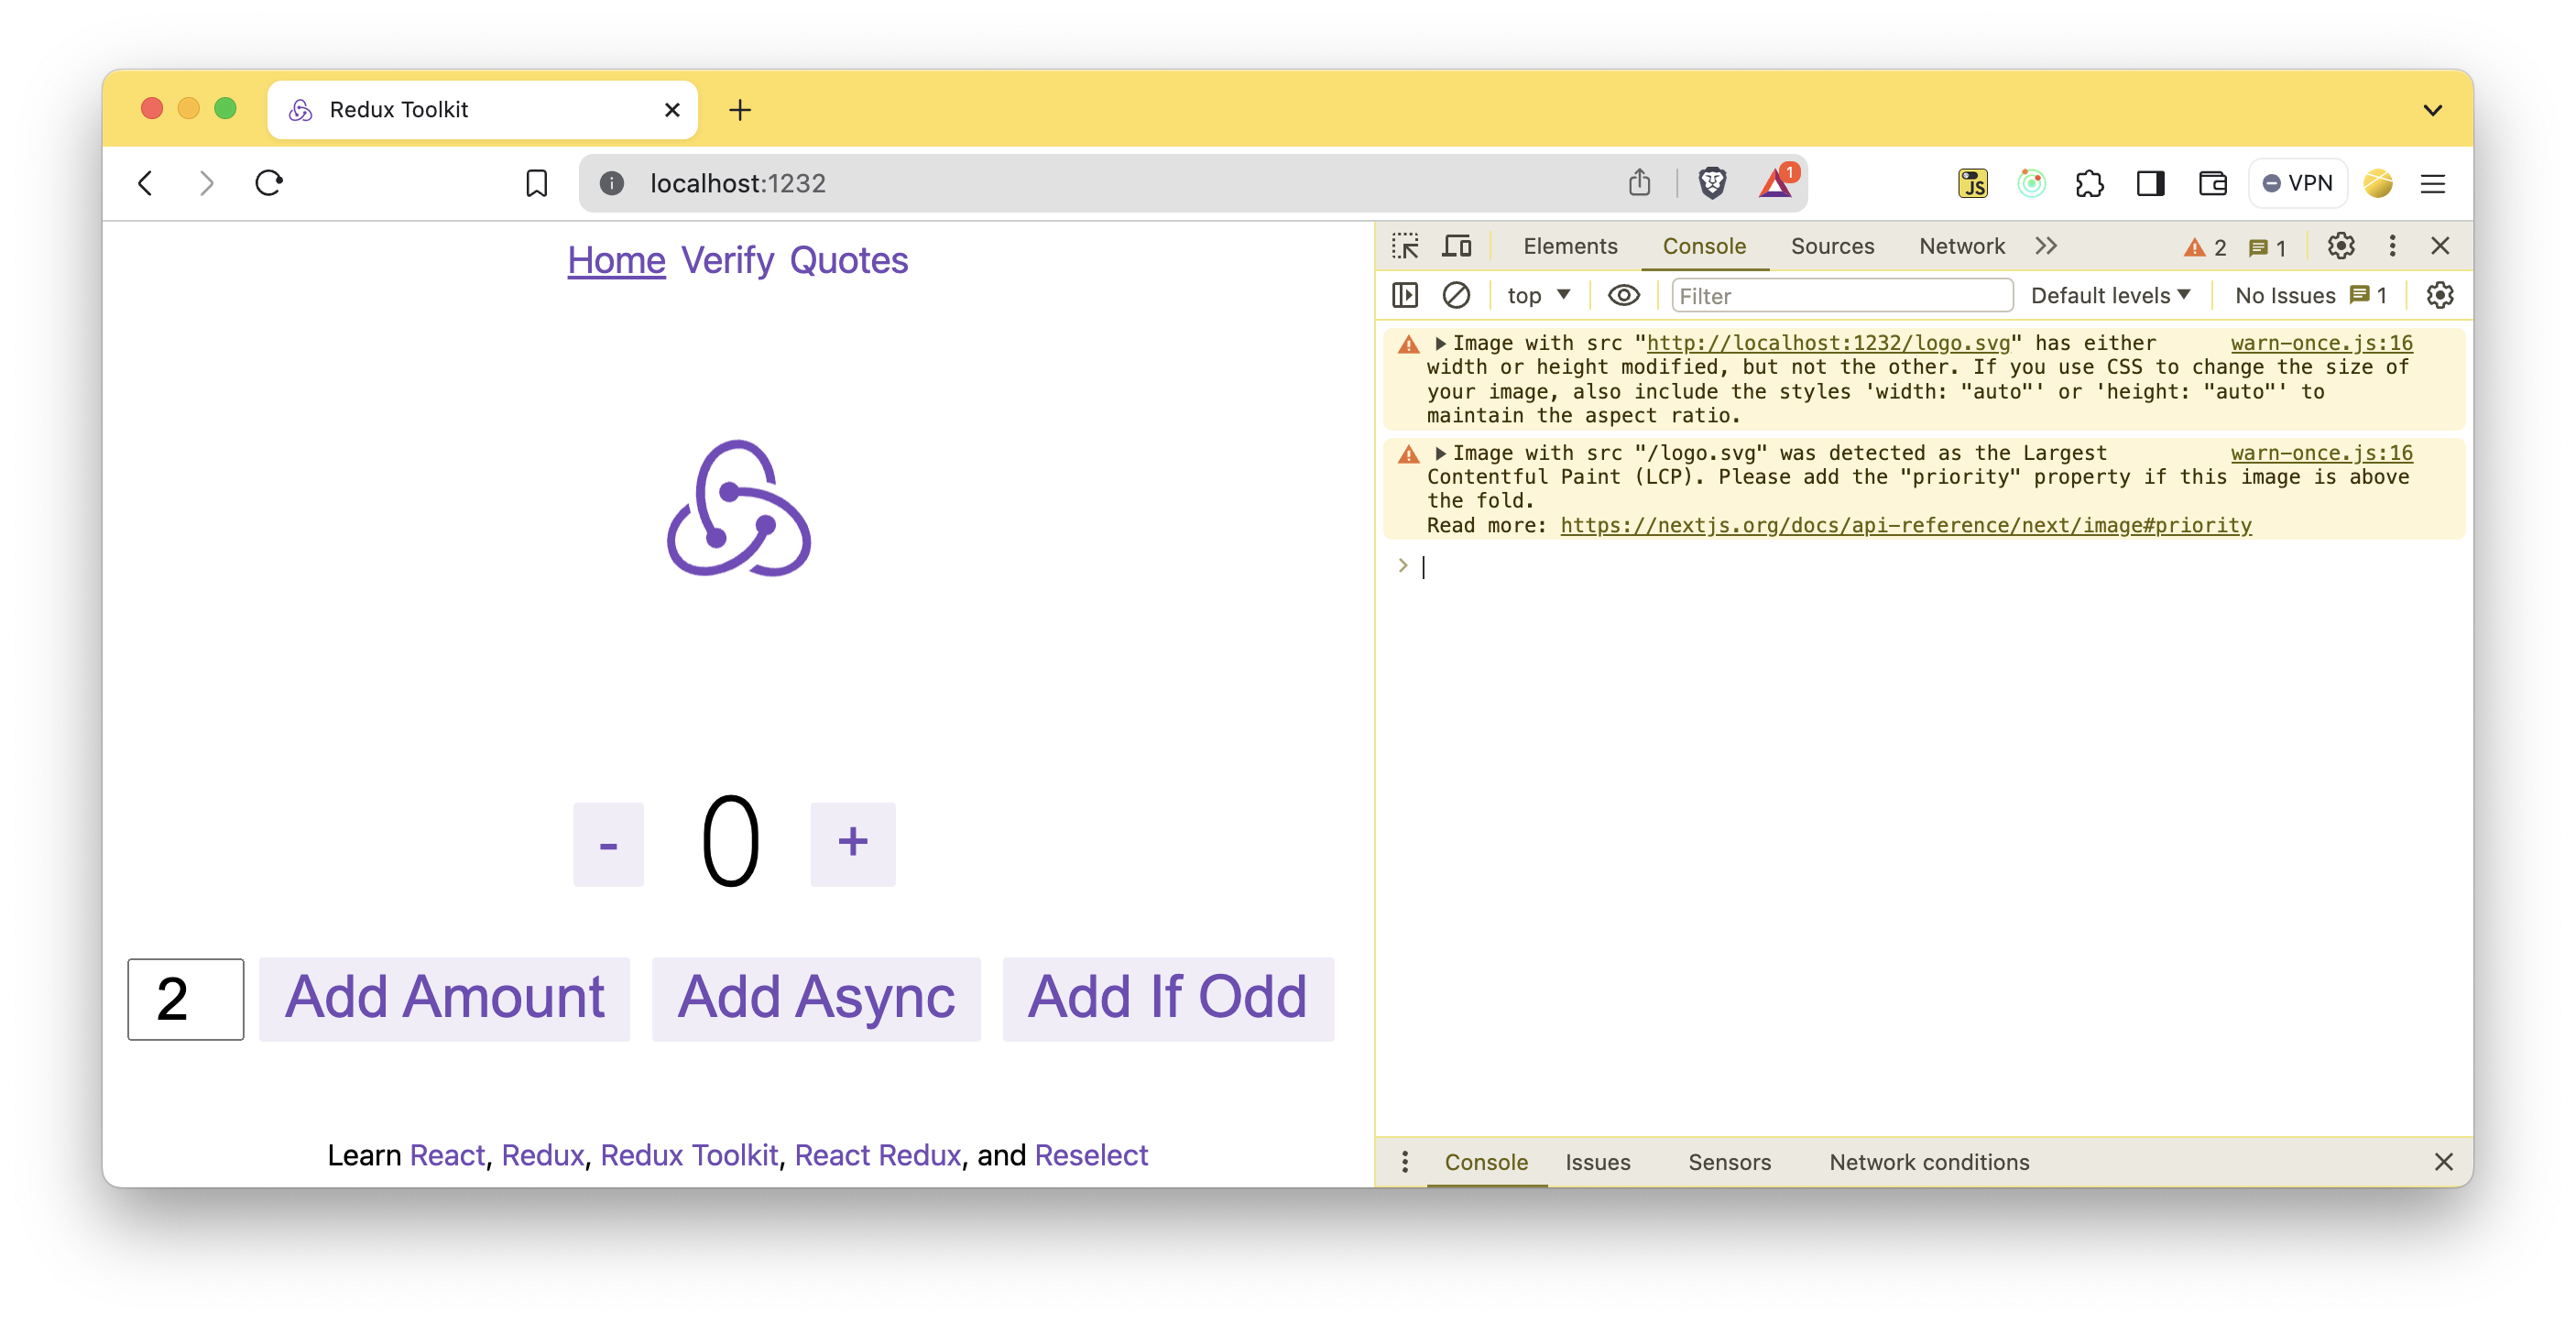 Redux Toolkit
localhost:1232
1
JS
VPN
Home Verify Quotes
- 0 +
2 Add Amount Add Async Add If Odd
Learn React, Redux, Redux Toolkit, React Redux, and Reselect
Elements Console Sources Network 2 1
top Filter Default levels No Issues 1
Image with src "http://localhost:1232/logo.svg" has either warn-once.js:16
width or height modified, but not the other. If you use CSS to change the size of
your image, also include the styles 'width: "auto"' or 'height: "auto"' to
maintain the aspect ratio.
Image with src "/logo.svg" was detected as the Largest warn-once.js:16
Contentful Paint (LCP). Please add the "priority" property if this image is above
the fold.
Read more: https://nextjs.org/docs/api-reference/next/image#priority
Console Issues Sensors Network conditions